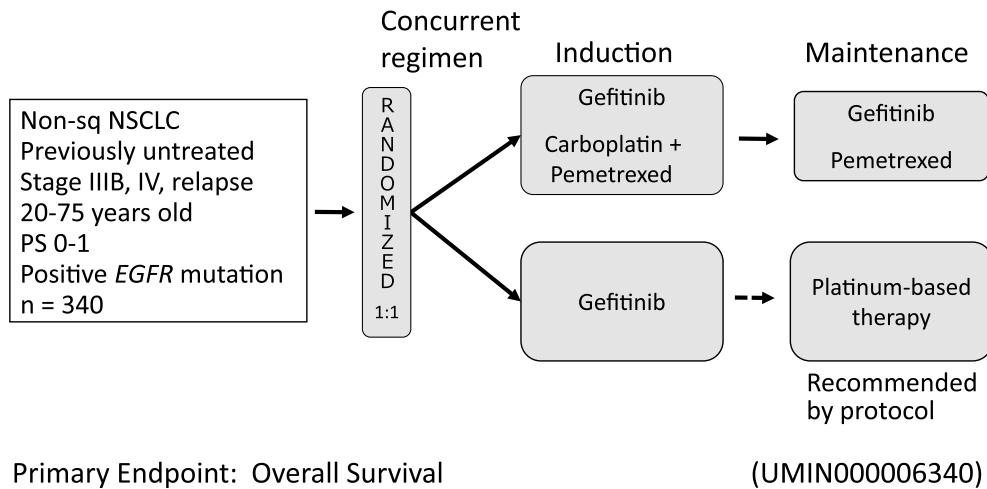 Concurrent
regimen
Induction
Maintenance
Non-sq NSCLC
Previously untreated
Stage IIIB, IV, relapse
20-75 years old
PS 0-1
Positive EGFR mutation
n = 340
RANDOMIZED
1:1
Gefitinib
Carboplatin +
Pemetrexed
Gefitinib
Pemetrexed
Gefitinib
Platinum-based
therapy
Recommended
by protocol
Primary Endpoint: Overall Survival
(UMIN000006340)